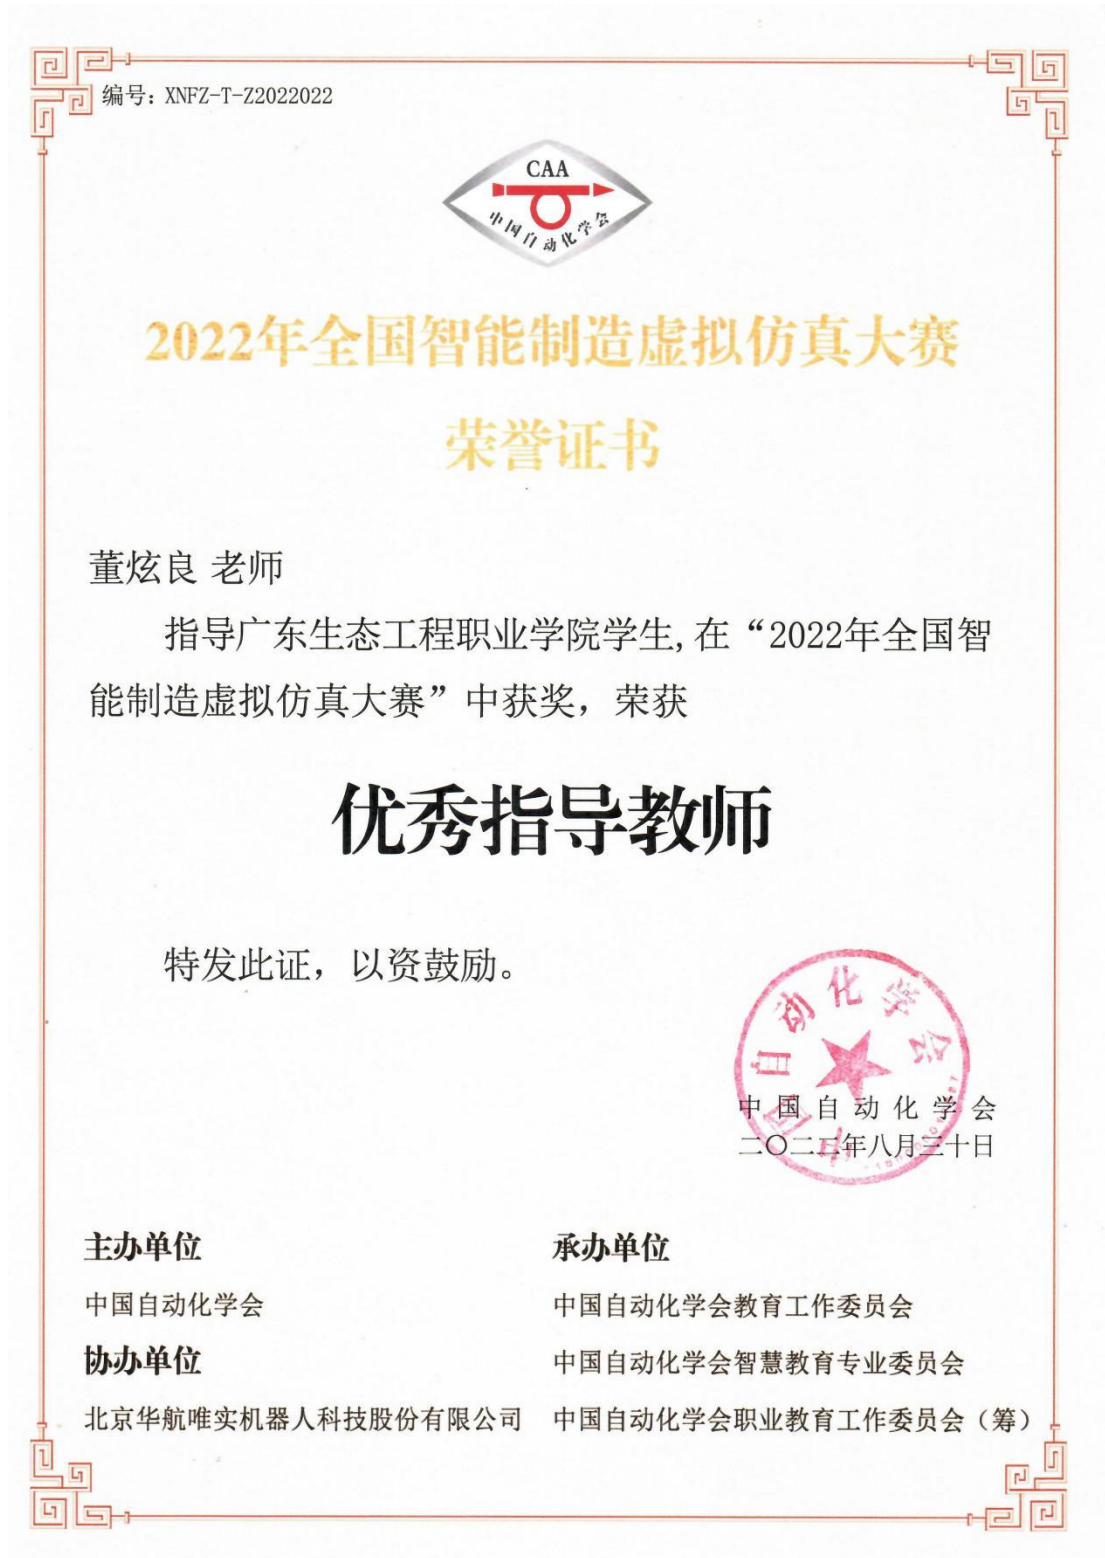 编号：XNFZ-T-Z2022022
CAA
中国自动化学会
2022年全国智能制造虚拟仿真大赛
荣誉证书
董炫良 老师
指导广东生态工程职业学院学生,在“2022年全国智
能制造虚拟仿真大赛”中获奖，荣获
优秀指导教师
特发此证，以资鼓励。
中国自动化学会
中国自动化学会
二〇二二年八月三十日
主办单位
中国自动化学会
协办单位
北京华航唯实机器人科技股份有限公司
承办单位
中国自动化学会教育工作委员会
中国自动化学会智慧教育专业委员会
中国自动化学会职业教育工作委员会（筹）